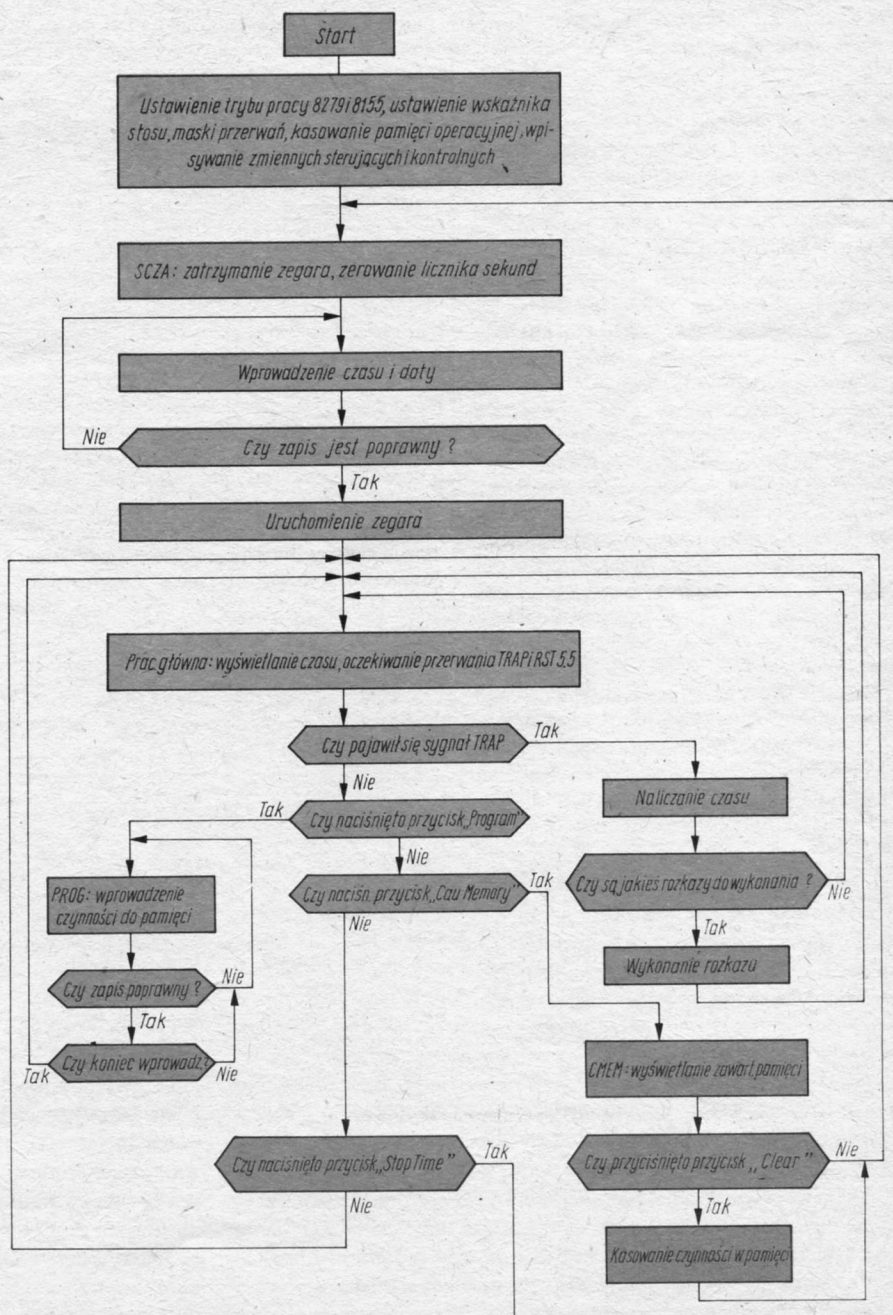 Start
Ustawienie trybu pracy 8279 i 8155, ustawienie wskaźnika
stosu, maski przerwań, kasowanie pamięci operacyjnej, wpi-
sywanie zmiennych sterujących i kontrolnych
SCZA: zatrzymanie zegara, zerowanie licznika sekund
Wprowadzenie czasu i daty
Nie
Czy zapis jest poprawny ?
Tak
Uruchomienie zegara
Prac. główna: wyświetlanie czasu, oczekiwanie przerwania TRAP i RST 5,5
Czy pojawił się sygnał TRAP
Tak
Nie
Naliczanie czasu
Tak
Czy naciśnięto przycisk „Program"
Nie
Czy naciśn. przycisk „Cau Memory"
Tak
Nie
Czy są jakieś rozkazy do wykonania ?
Nie
Tak
Wykonanie rozkazu
PROG: wprowadzenie
czynności do pamięci
Czy zapis poprawny ?
Nie
Tak
Czy koniec wprowadz.?
Tak
Nie
CMEM: wyświetlanie zawart. pamięci
Czy naciśnięto przycisk „Stop Time"
Tak
Nie
Czy przyciśnięto przycisk „Clear"
Nie
Tak
Kasowanie czynności w pamięci